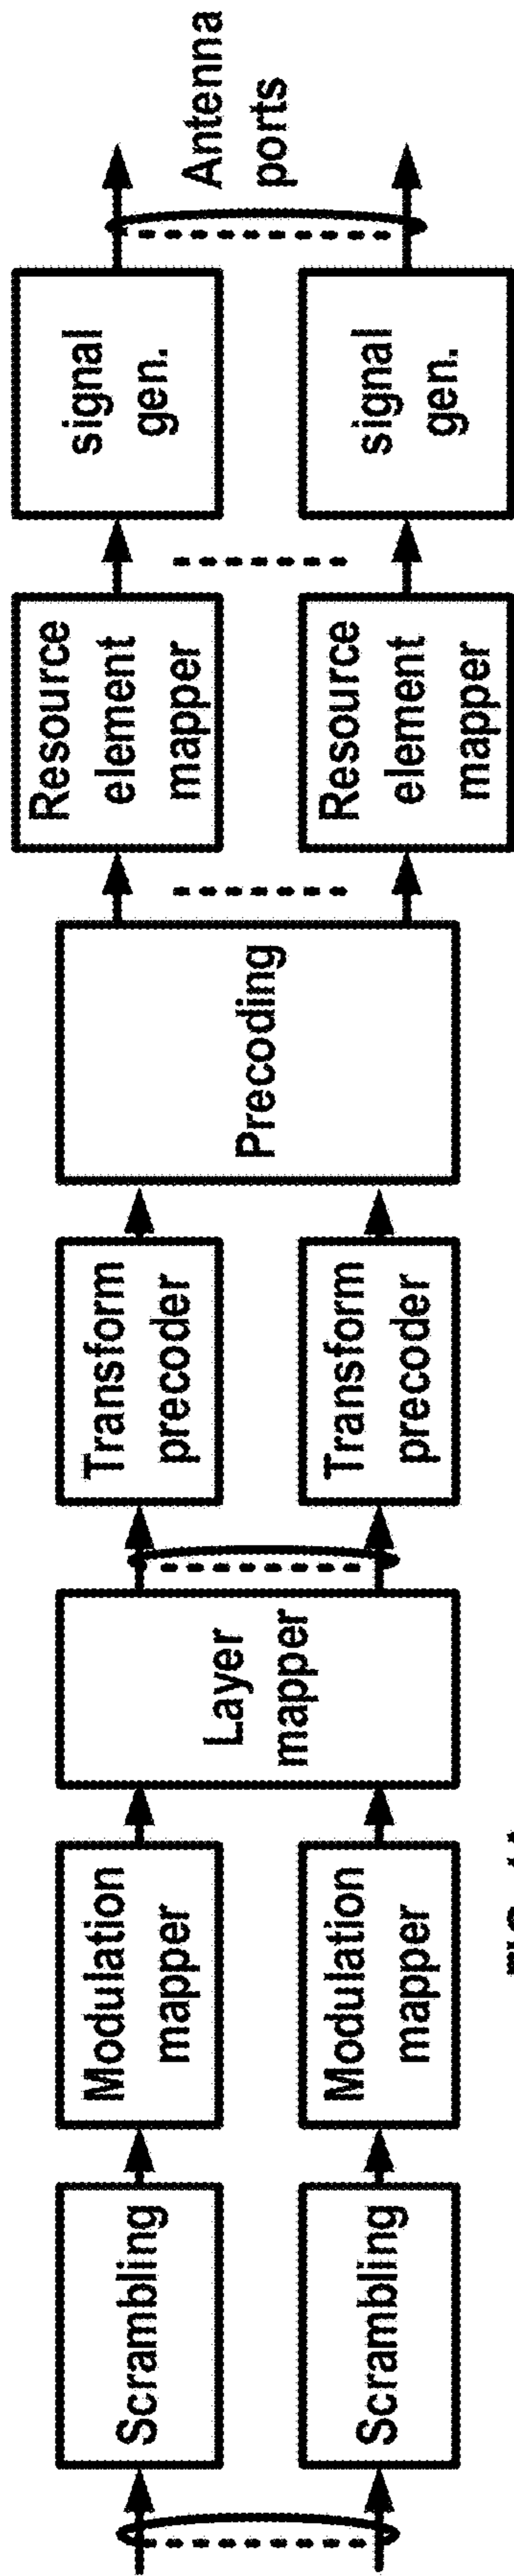 Scrambling
Scrambling
Modulation
mapper
Modulation
mapper
Layer
mapper
Transform
precoder
Transform
precoder
Precoding
Resource
element
mapper
Resource
element
mapper
signal
gen.
signal
gen.
Antenna
ports